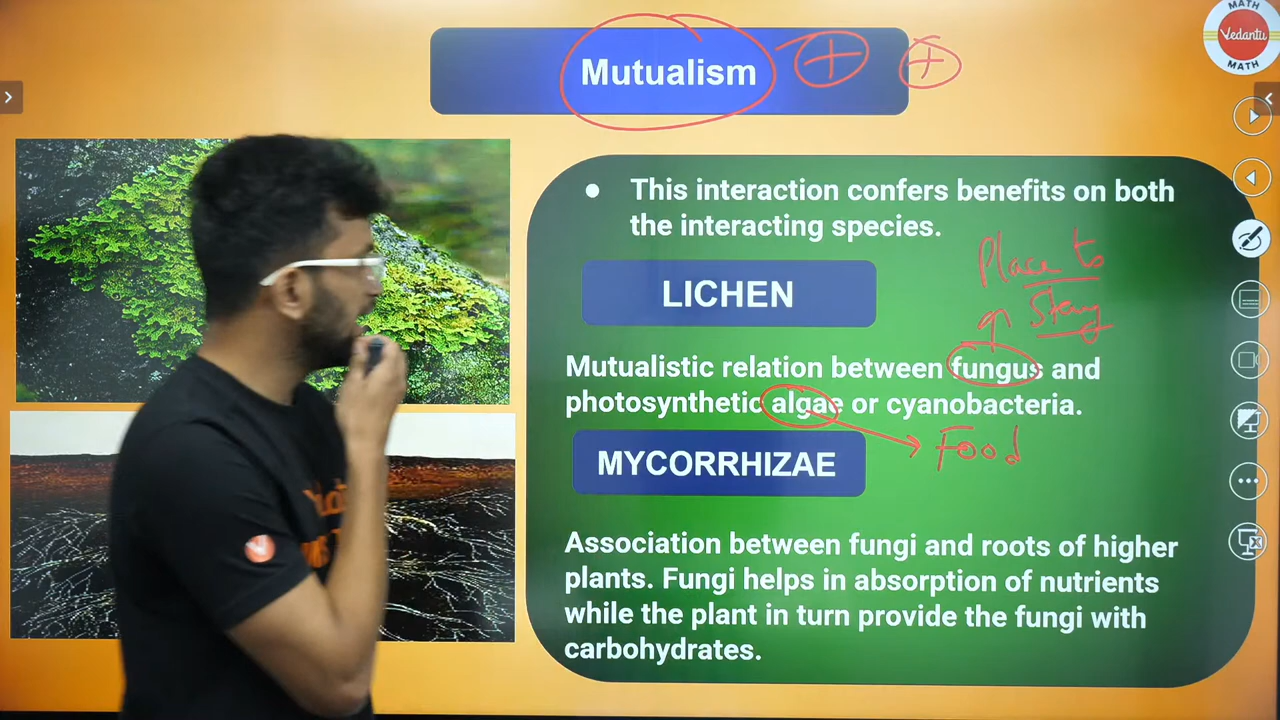 MATH
Vedantu
MATH
Mutualism + +
This interaction confers benefits on both
the interacting species.
Place to
Stay
LICHEN
Mutualistic relation between fungus and
photosynthetic algae or cyanobacteria.
Food
MYCORRHIZAE
Association between fungi and roots of higher
plants. Fungi helps in absorption of nutrients
while the plant in turn provide the fungi with
carbohydrates.